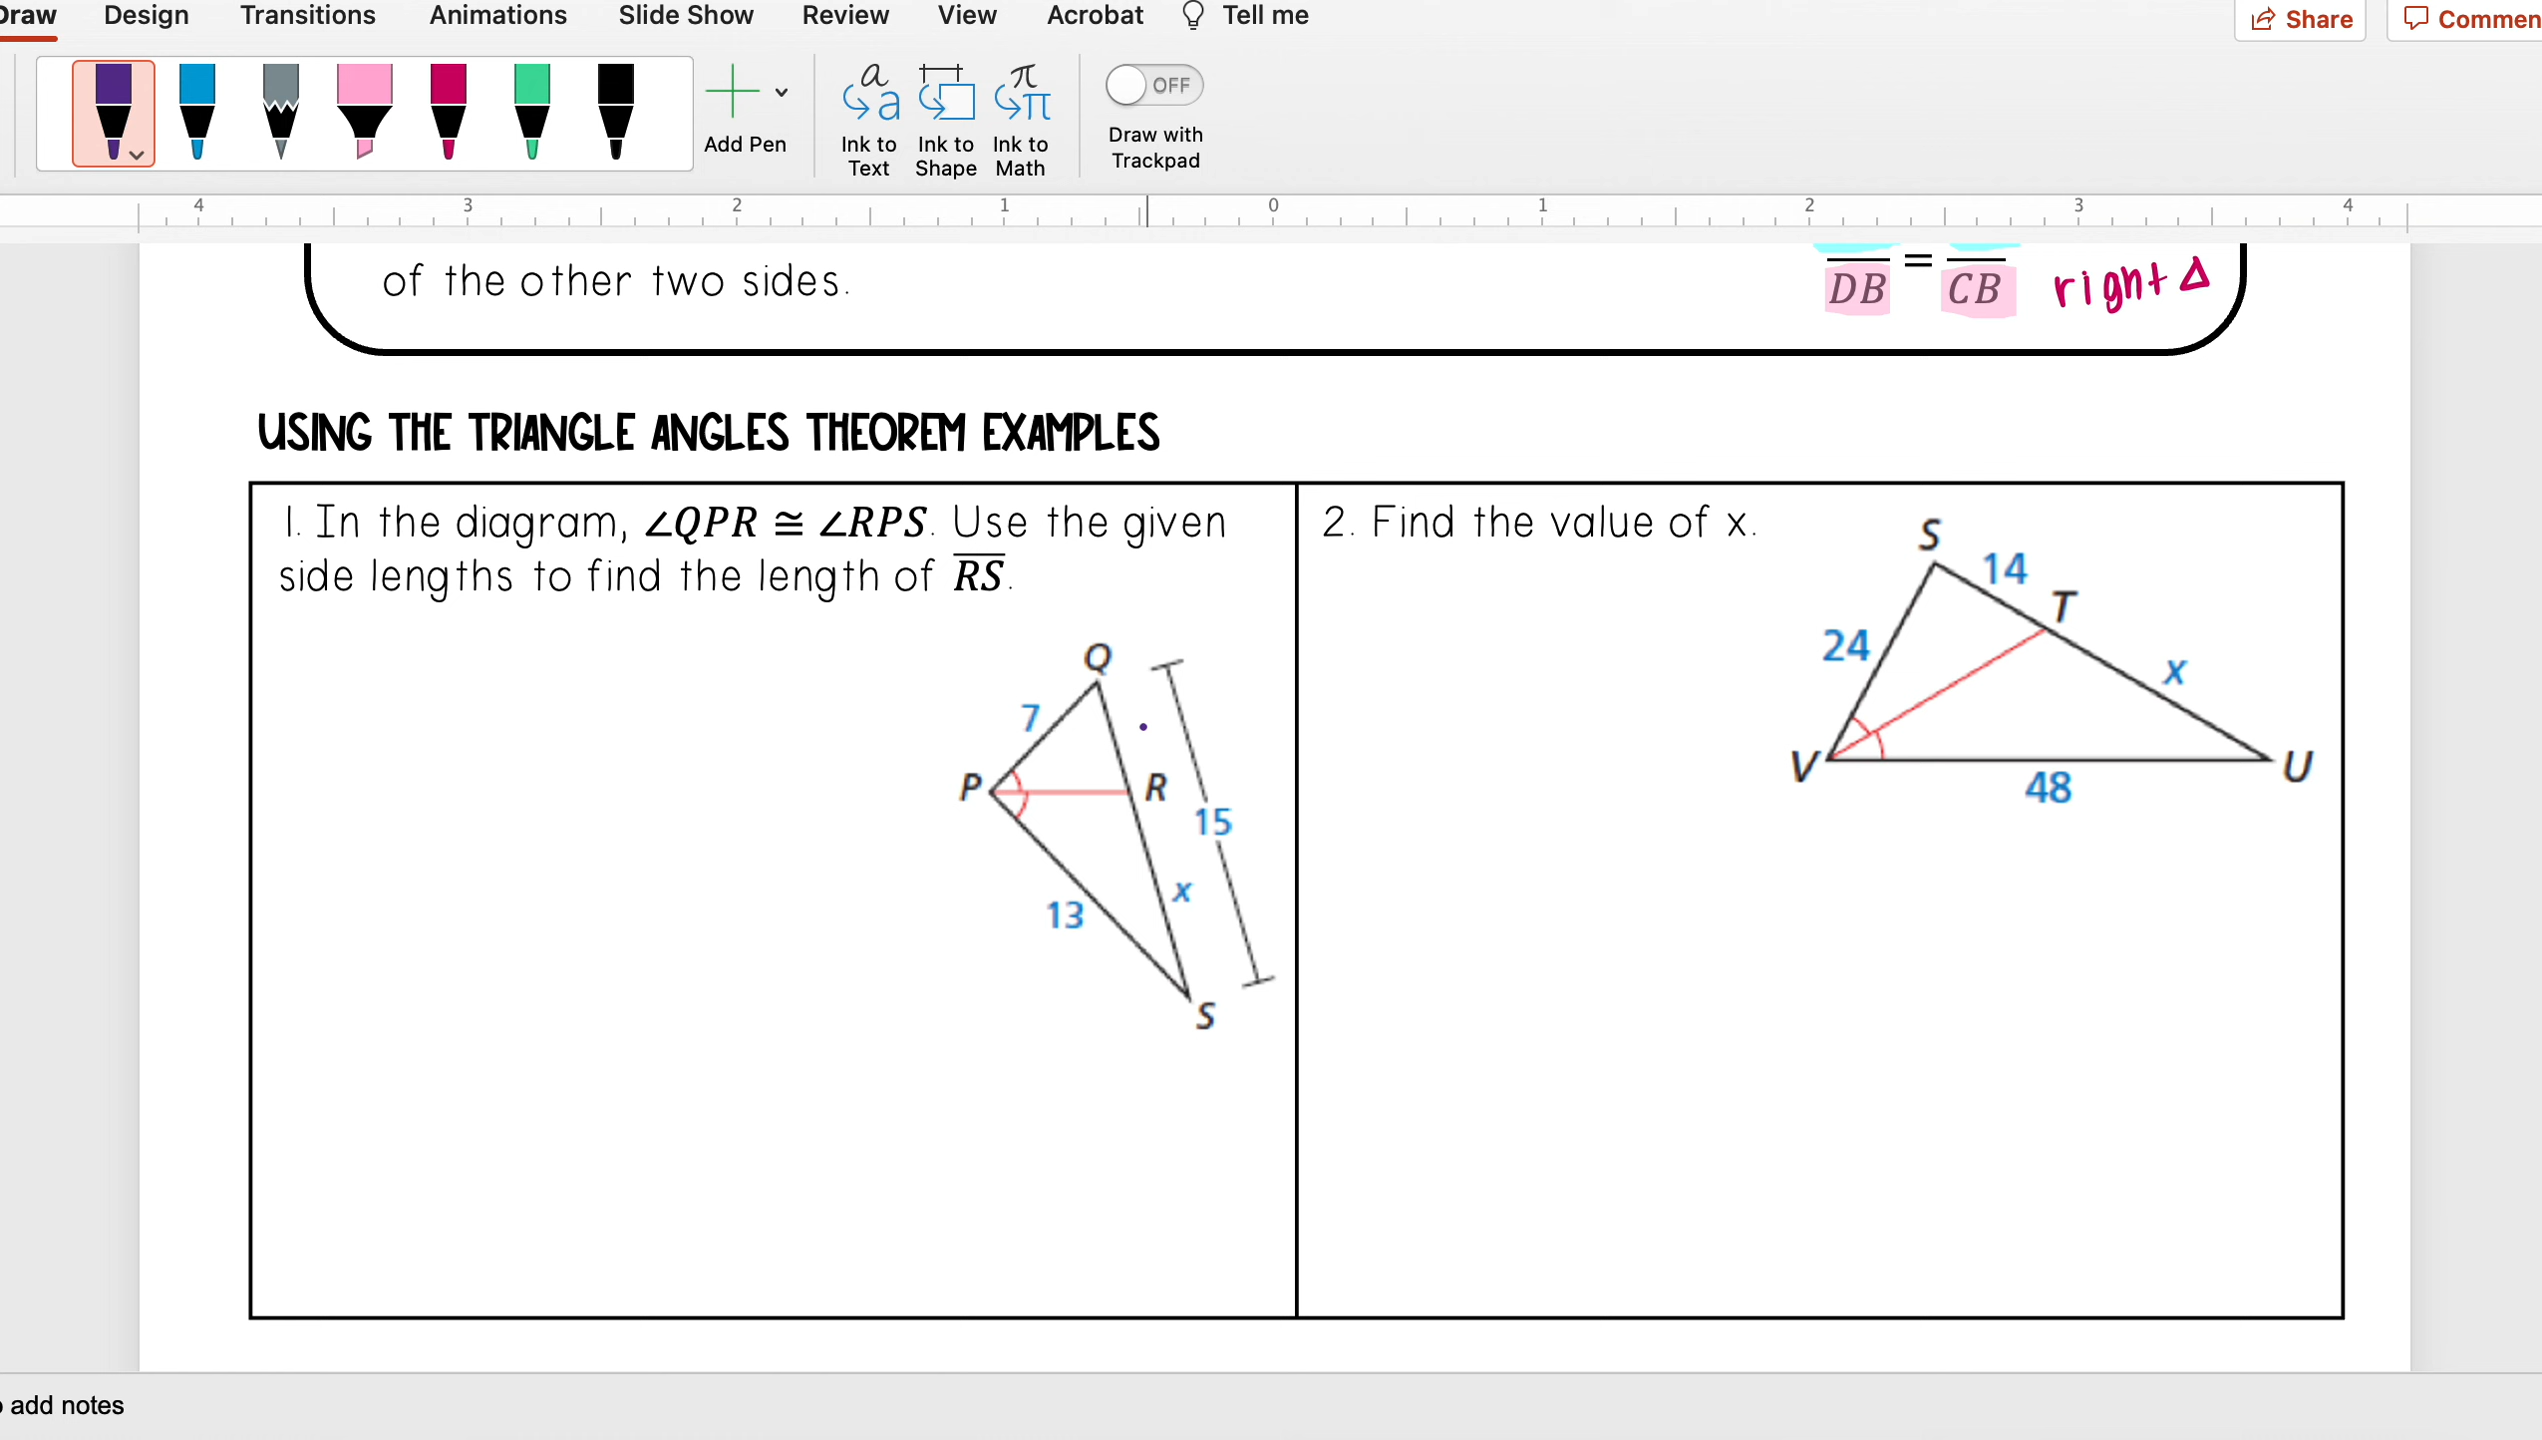 Draw Design Transitions Animations Slide Show Review View Acrobat Tell me Share Commen
Add Pen
Ink to Text
Ink to Shape
Ink to Math
OFF
Draw with Trackpad
4 3 2 1 0 1 2 3 4
of the other two sides.
DB = CB right Δ
USING THE TRIANGLE ANGLES THEOREM EXAMPLES
1. In the diagram, ∠QPR ≅ ∠RPS. Use the given
side lengths to find the length of RS.
Q
7
P
R
15
x
13
S
2. Find the value of x.
S
14
T
24
x
V
U
48
add notes